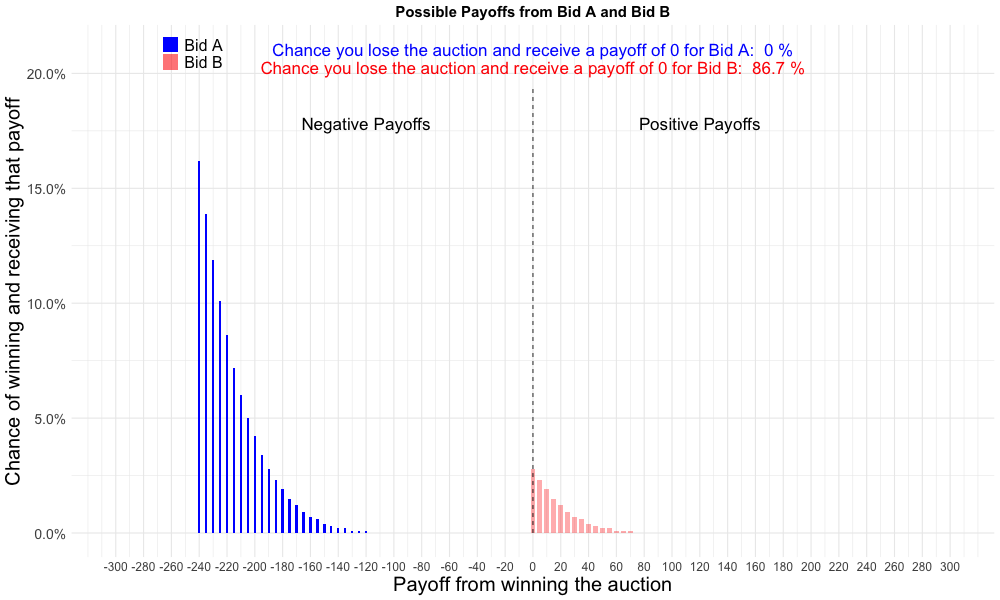 Possible Payoffs from Bid A and Bid B
Bid A
Bid B
Chance you lose the auction and receive a payoff of 0 for Bid A:  0 %
Chance you lose the auction and receive a payoff of 0 for Bid B:  86.7 %
Negative Payoffs
Positive Payoffs
Chance of winning and receiving that payoff
20.0%
15.0%
10.0%
5.0%
0.0%
-300 -280 -260 -240 -220 -200 -180 -160 -140 -120 -100 -80 -60 -40 -20 0 20 40 60 80 100 120 140 160 180 200 220 240 260 280 300
Payoff from winning the auction